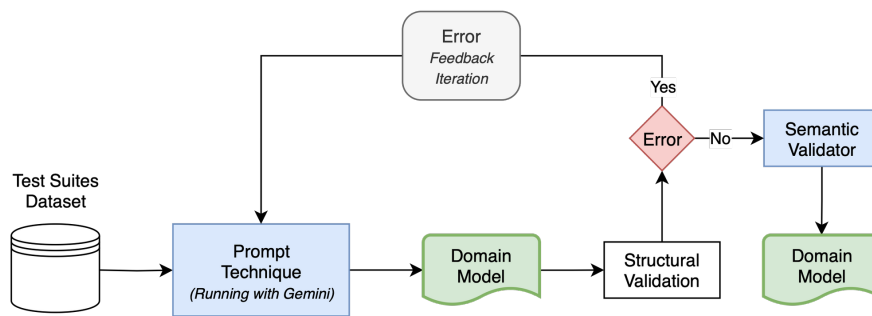 Error
Feedback
Iteration
Yes
Error
No
Semantic
Validator
Test Suites
Dataset
Prompt
Technique
(Running with Gemini)
Domain
Model
Structural
Validation
Domain
Model